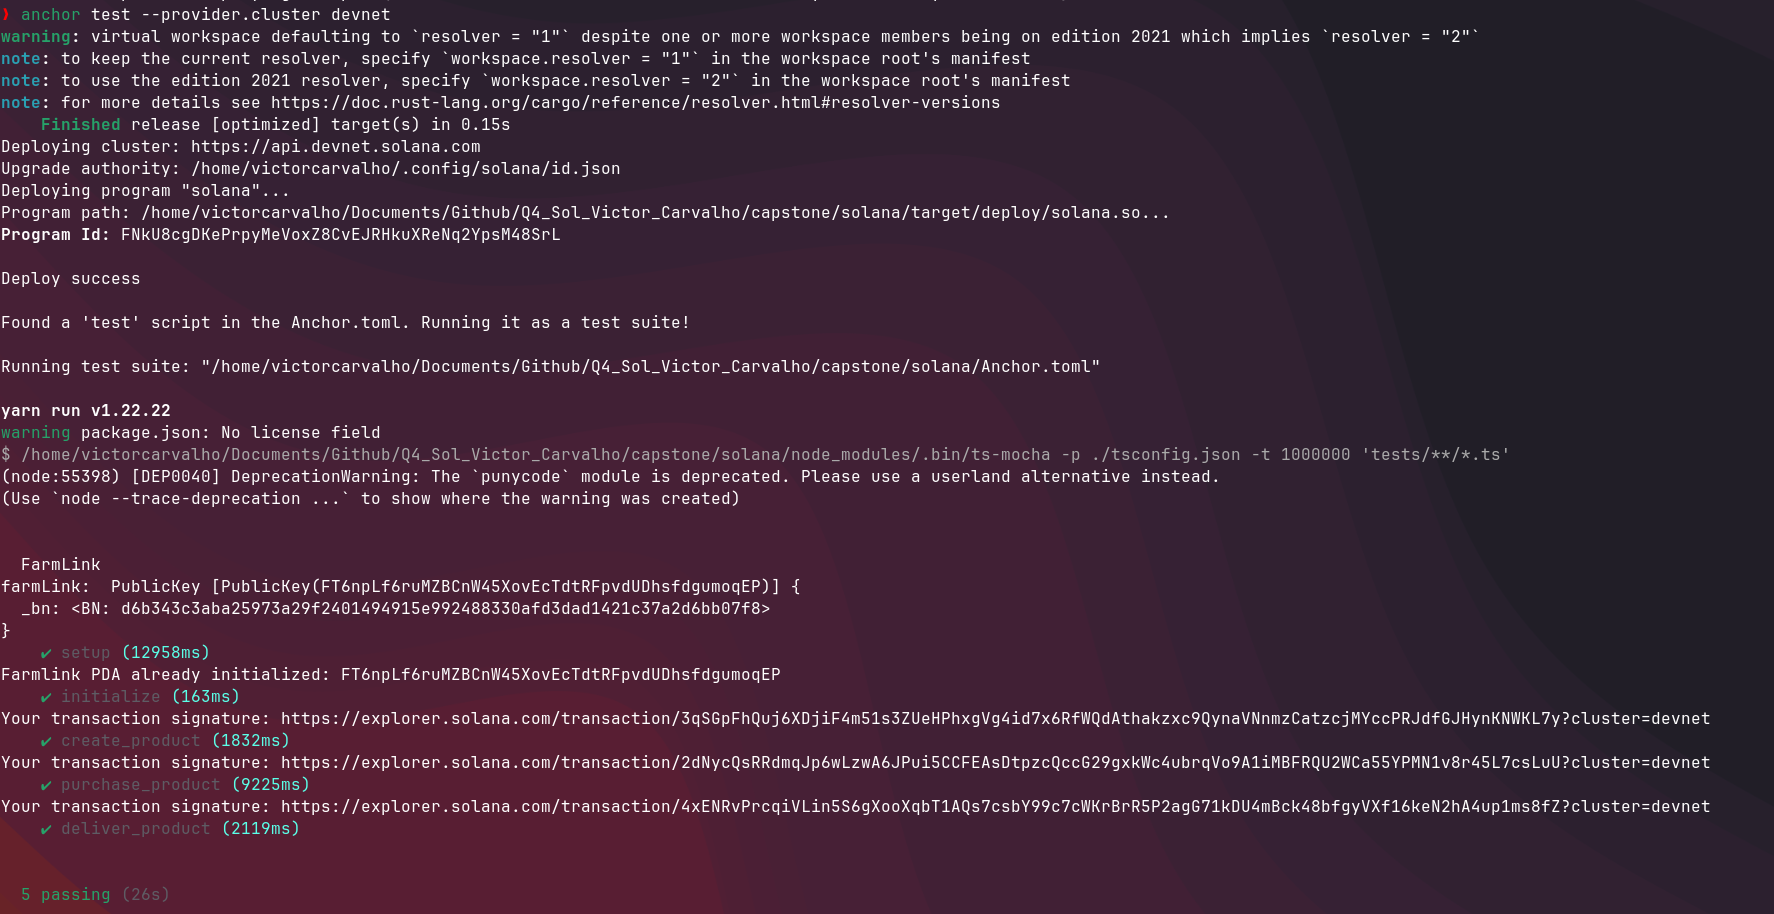 ❯ anchor test --provider.cluster devnet
warning: virtual workspace defaulting to `resolver = "1"` despite one or more workspace members being on edition 2021 which implies `resolver = "2"`
note: to keep the current resolver, specify `workspace.resolver = "1"` in the workspace root's manifest
note: to use the edition 2021 resolver, specify `workspace.resolver = "2"` in the workspace root's manifest
note: for more details see https://doc.rust-lang.org/cargo/reference/resolver.html#resolver-versions
    Finished release [optimized] target(s) in 0.15s
Deploying cluster: https://api.devnet.solana.com
Upgrade authority: /home/victorcarvalho/.config/solana/id.json
Deploying program "solana"...
Program path: /home/victorcarvalho/Documents/Github/Q4_Sol_Victor_Carvalho/capstone/solana/target/deploy/solana.so...
Program Id: FNkU8cgDKePrpyMeVoxZ8CvEJRHkuXReNq2YpsM48SrL
Deploy success
Found a 'test' script in the Anchor.toml. Running it as a test suite!
Running test suite: "/home/victorcarvalho/Documents/Github/Q4_Sol_Victor_Carvalho/capstone/solana/Anchor.toml"
yarn run v1.22.22
warning package.json: No license field
$ /home/victorcarvalho/Documents/Github/Q4_Sol_Victor_Carvalho/capstone/solana/node_modules/.bin/ts-mocha -p ./tsconfig.json -t 1000000 'tests/**/*.ts'
(node:55398) [DEP0040] DeprecationWarning: The `punycode` module is deprecated. Please use a userland alternative instead.
(Use `node --trace-deprecation ...` to show where the warning was created)
  FarmLink
farmLink:  PublicKey [PublicKey(FT6npLf6ruMZBCnW45XovEcTdtRFpvdUDhsfdgumoqEP)] {
  _bn: <BN: d6b343c3aba25973a29f2401494915e992488330afd3dad1421c37a2d6bb07f8>
}
    ✔ setup (12958ms)
Farmlink PDA already initialized: FT6npLf6ruMZBCnW45XovEcTdtRFpvdUDhsfdgumoqEP
    ✔ initialize (163ms)
Your transaction signature: https://explorer.solana.com/transaction/3qSGpFhQuj6XDjiF4m51s3ZUeHPhxgVg4id7x6RfWQdAthakzxc9QynaVNnmzCatzcjMYccPRJdfGJHynKNWKL7y?cluster=devnet
    ✔ create_product (1832ms)
Your transaction signature: https://explorer.solana.com/transaction/2dNycQsRRdmqJp6wLzwA6JPui5CCFEAsDtpzcQccG29gxkWc4ubrqVo9A1iMBFRQU2WCa55YPMN1v8r45L7csLuU?cluster=devnet
    ✔ purchase_product (9225ms)
Your transaction signature: https://explorer.solana.com/transaction/4xENRvPrcqiVLin5S6gXooXqbT1AQs7csbY99c7cWKrBrR5P2agG71kDU4mBck48bfgyVXf16keN2hA4up1ms8fZ?cluster=devnet
    ✔ deliver_product (2119ms)
  5 passing (26s)